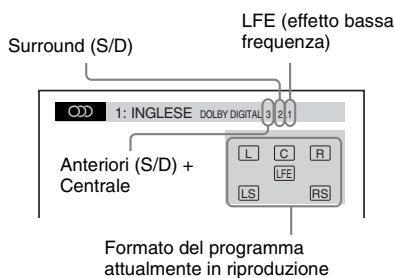 LFE (effetto bassa
frequenza)
Surround (S/D)
1: INGLESE DOLBY DIGITAL 3 2 .1
Anteriori (S/D) +
Centrale
L C R
LFE
LS RS
Formato del programma
attualmente in riproduzione